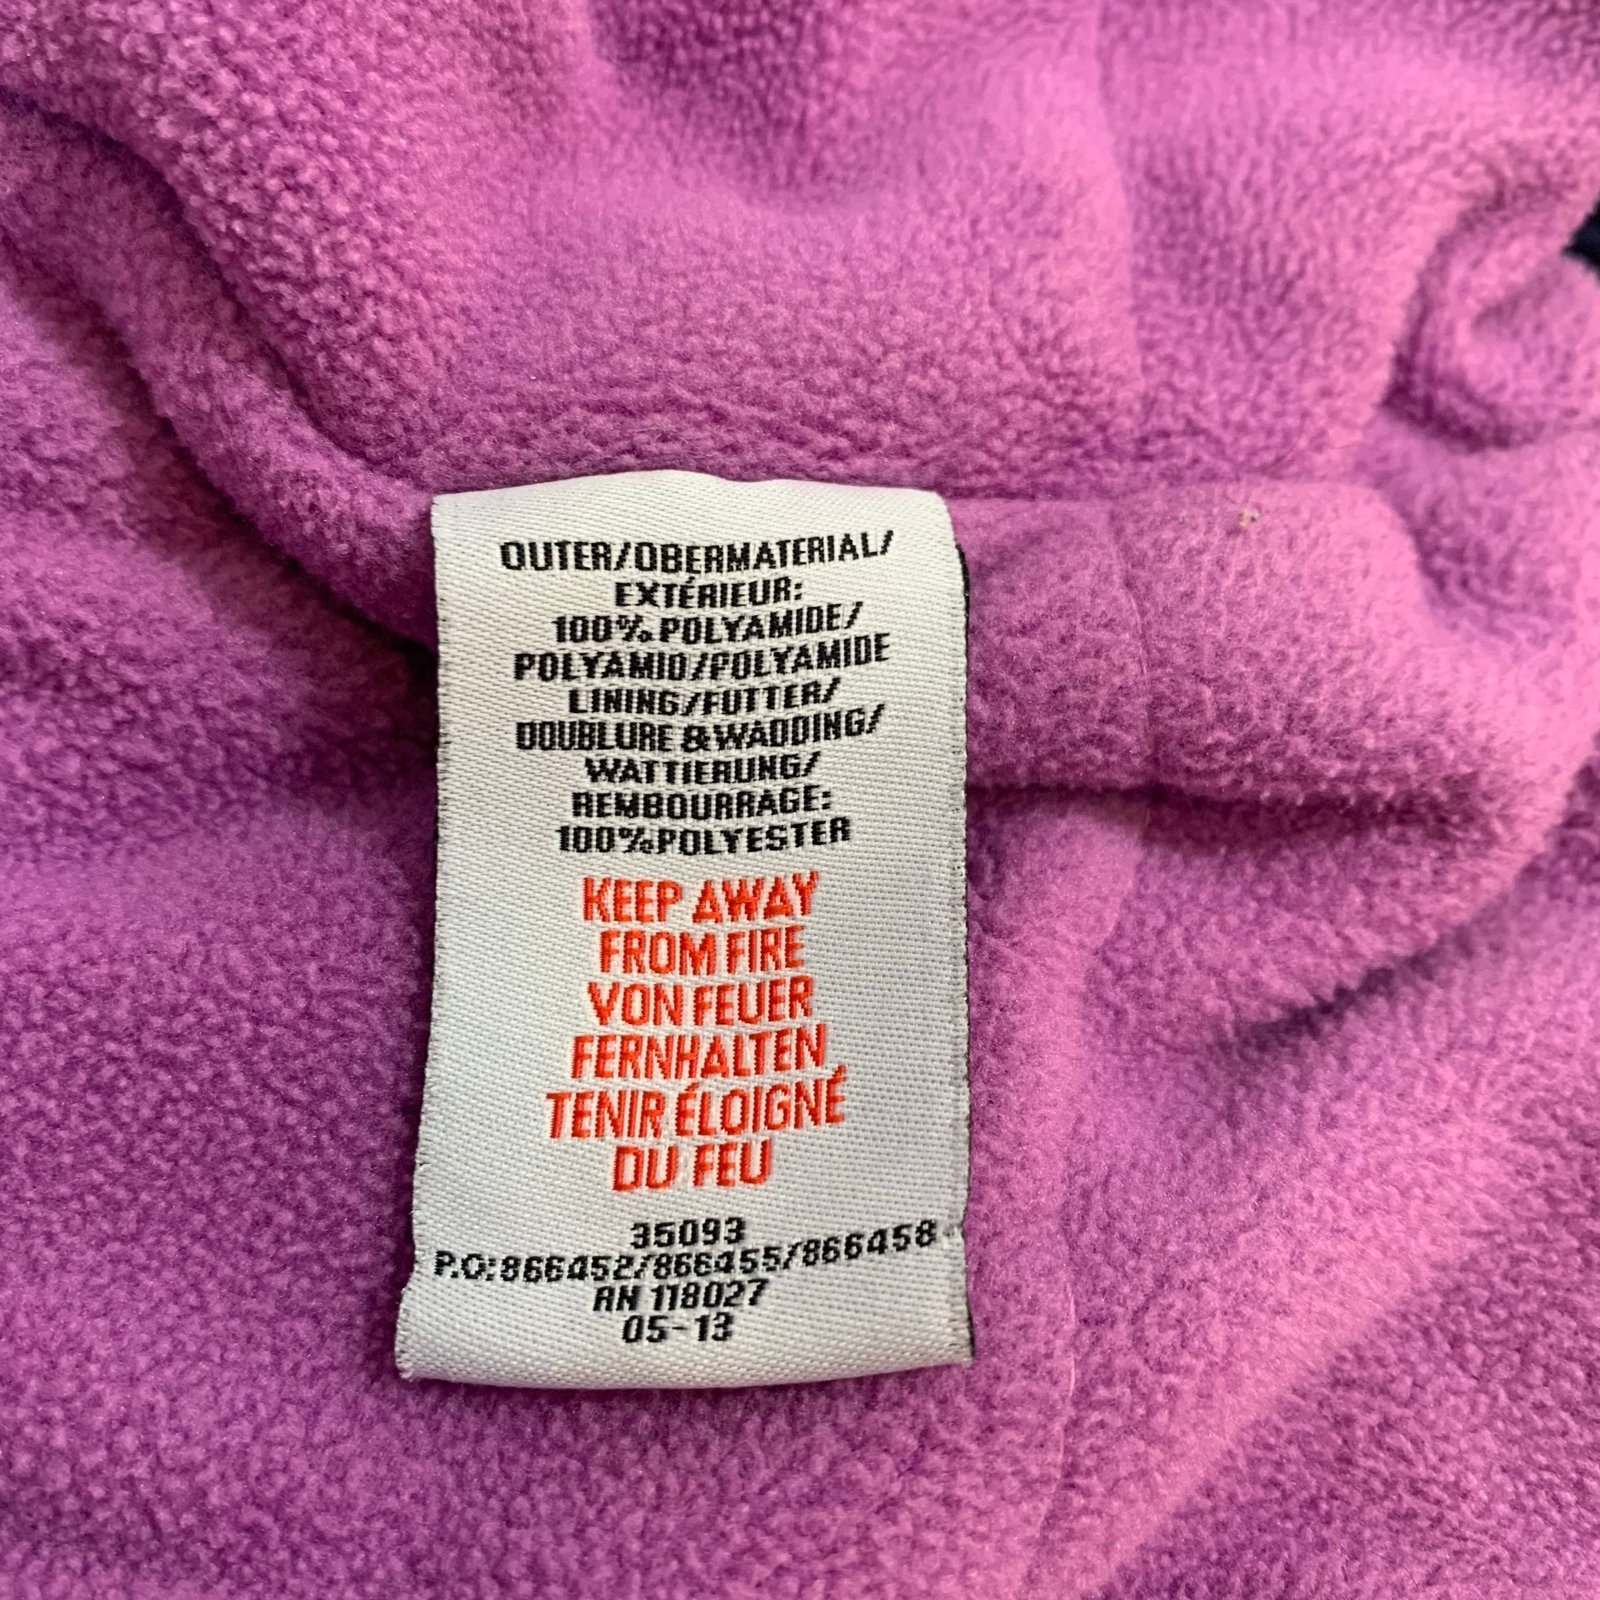 OUTER/OBERMATERIAL/
EXTÉRIEUR:
100% POLYAMIDE/
POLYAMID/POLYAMIDE
LINING/FUTTER/
DOUBLURE & WADDING/
WATTIERUNG/
REMBOURRAGE:
100%POLYESTER
KEEP AWAY
FROM FIRE
VON FEUER
FERNHALTEN
TENIR ÉLOIGNÉ
DU FEU
35093
P.O:866452/866455/866458
RN 118027
05-13